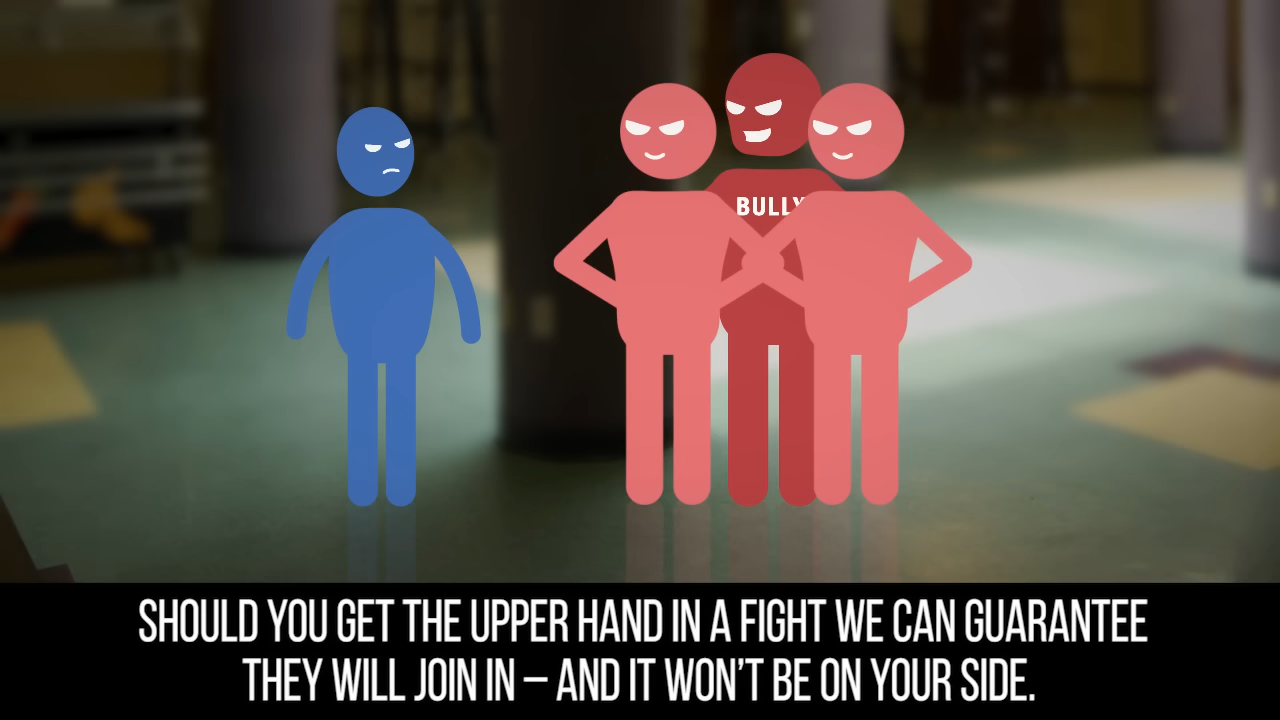 BULLY
SHOULD YOU GET THE UPPER HAND IN A FIGHT WE CAN GUARANTEE
THEY WILL JOIN IN – AND IT WON'T BE ON YOUR SIDE.